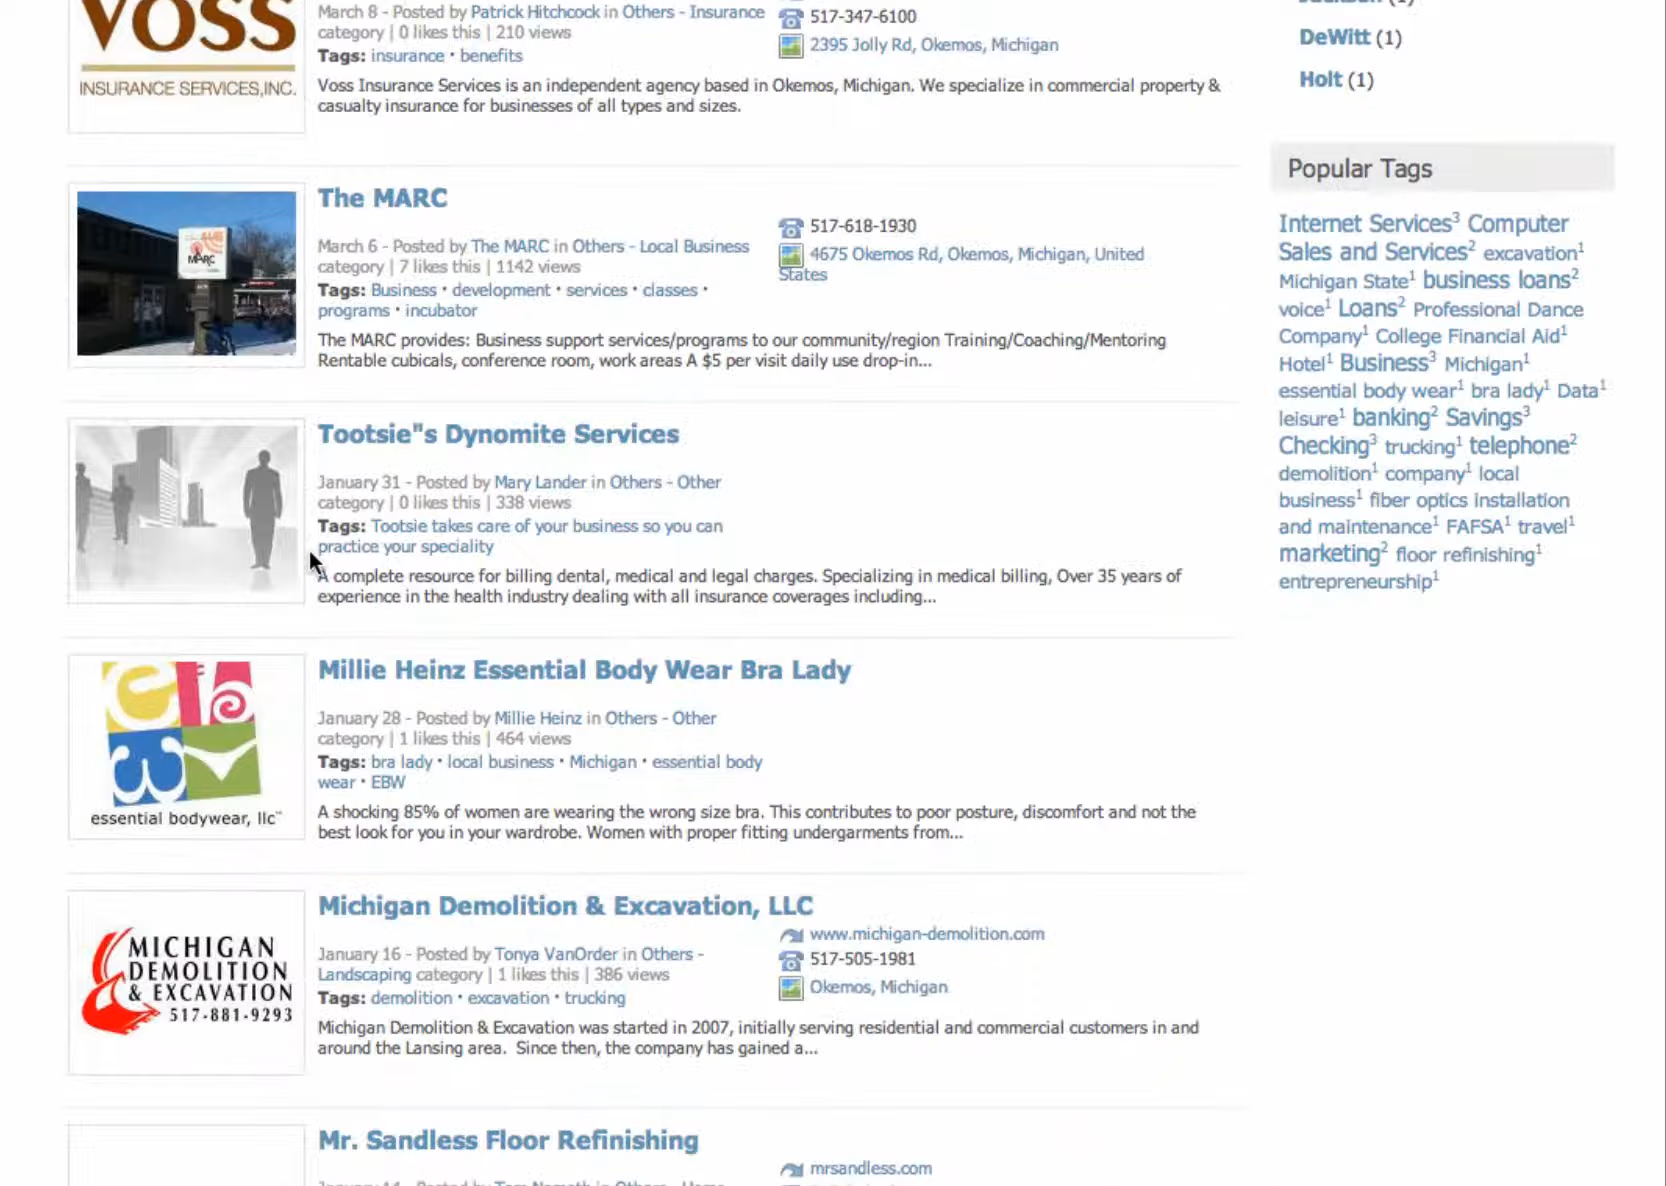 VOSS
INSURANCE SERVICES,INC.
March 8 - Posted by Patrick Hitchcock in Others - Insurance
category | 0 likes this | 210 views
Tags: insurance • benefits
517-347-6100
2395 Jolly Rd, Okemos, Michigan
Voss Insurance Services is an independent agency based in Okemos, Michigan. We specialize in commercial property &
casualty insurance for businesses of all types and sizes.
The MARC
MARC
March 6 - Posted by The MARC in Others - Local Business
category | 7 likes this | 1142 views
Tags: Business • development • services • classes •
programs • incubator
517-618-1930
4675 Okemos Rd, Okemos, Michigan, United
States
The MARC provides: Business support services/programs to our community/region Training/Coaching/Mentoring
Rentable cubicals, conference room, work areas A $5 per visit daily use drop-in...
Tootsie"s Dynomite Services
January 31 - Posted by Mary Lander in Others - Other
category | 0 likes this | 338 views
Tags: Tootsie takes care of your business so you can
practice your speciality
A complete resource for billing dental, medical and legal charges. Specializing in medical billing, Over 35 years of
experience in the health industry dealing with all insurance coverages including...
Millie Heinz Essential Body Wear Bra Lady
essential bodywear, llc™
January 28 - Posted by Millie Heinz in Others - Other
category | 1 likes this | 464 views
Tags: bra lady • local business • Michigan • essential body
wear • EBW
A shocking 85% of women are wearing the wrong size bra. This contributes to poor posture, discomfort and not the
best look for you in your wardrobe. Women with proper fitting undergarments from...
Michigan Demolition & Excavation, LLC
MICHIGAN
DEMOLITION
& EXCAVATION
517-881-9293
January 16 - Posted by Tonya VanOrder in Others -
Landscaping category | 1 likes this | 386 views
Tags: demolition • excavation • trucking
www.michigan-demolition.com
517-505-1981
Okemos, Michigan
Michigan Demolition & Excavation was started in 2007, initially serving residential and commercial customers in and
around the Lansing area. Since then, the company has gained a...
Mr. Sandless Floor Refinishing
mrsandless.com
DeWitt (1)
Holt (1)
Popular Tags
Internet Services³ Computer
Sales and Services² excavation¹
Michigan State¹ business loans²
voice¹ Loans² Professional Dance
Company¹ College Financial Aid¹
Hotel¹ Business³ Michigan¹
essential body wear¹ bra lady¹ Data¹
leisure¹ banking² Savings³
Checking³ trucking¹ telephone²
demolition¹ company¹ local
business¹ fiber optics installation
and maintenance¹ FAFSA¹ travel¹
marketing² floor refinishing¹
entrepreneurship¹